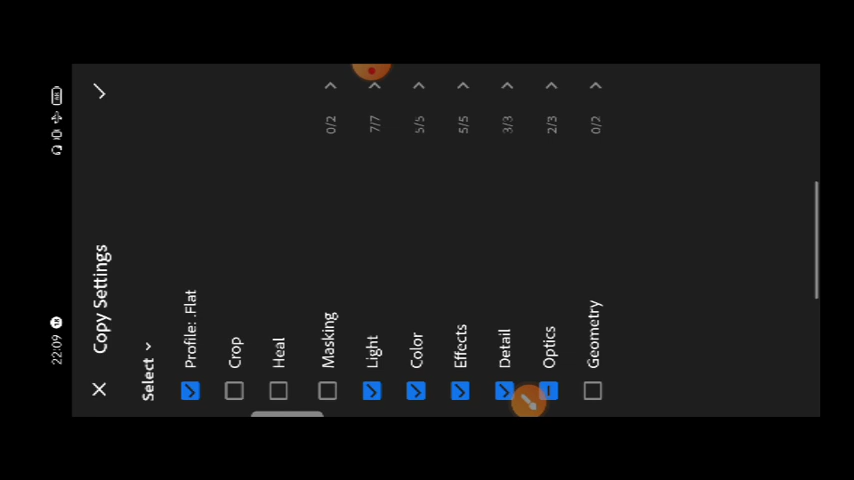 22:09
Copy Settings
Select
Profile: .Flat
Crop
Heal
Masking 0/2
Light 7/7
Color 5/5
Effects 5/5
Detail 3/3
Optics 2/3
Geometry 0/2